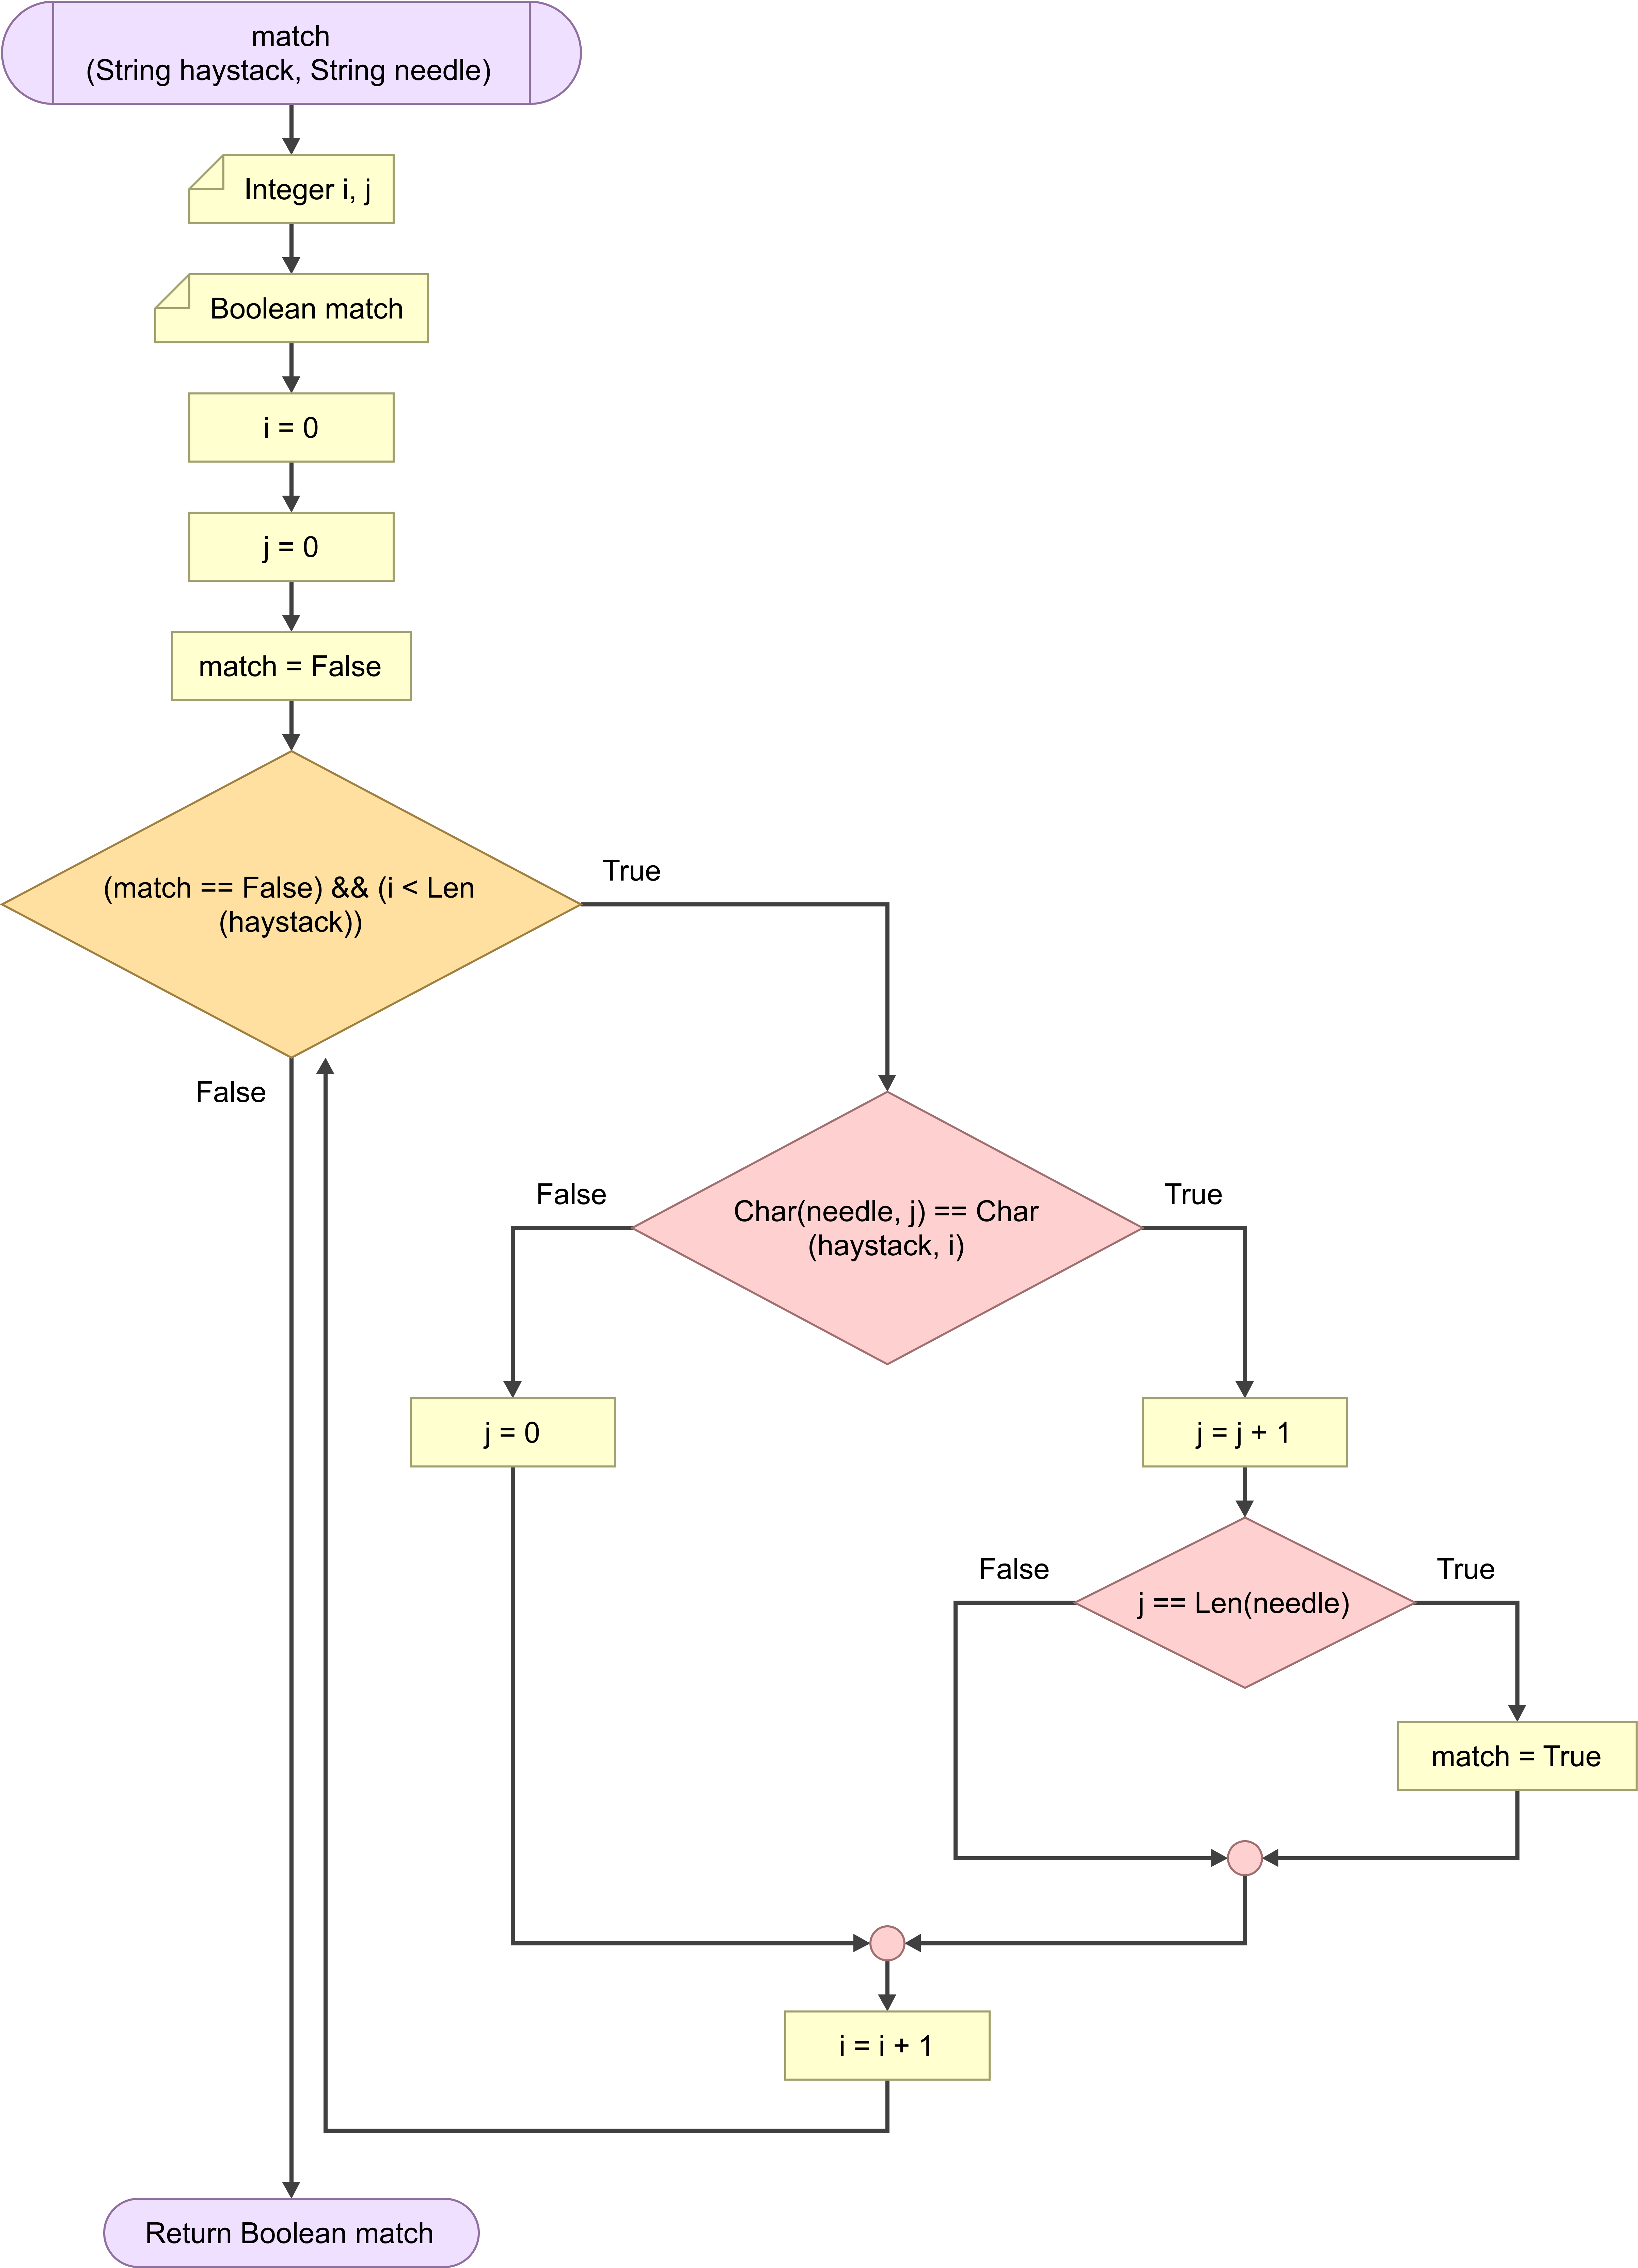 match
(String haystack, String needle)
Integer i, j
Boolean match
i = 0
j = 0
match = False
(match == False) && (i < Len
(haystack))
True
False
Char(needle, j) == Char
(haystack, i)
False
True
j = 0
j = j + 1
j == Len(needle)
False
True
match = True
i = i + 1
Return Boolean match